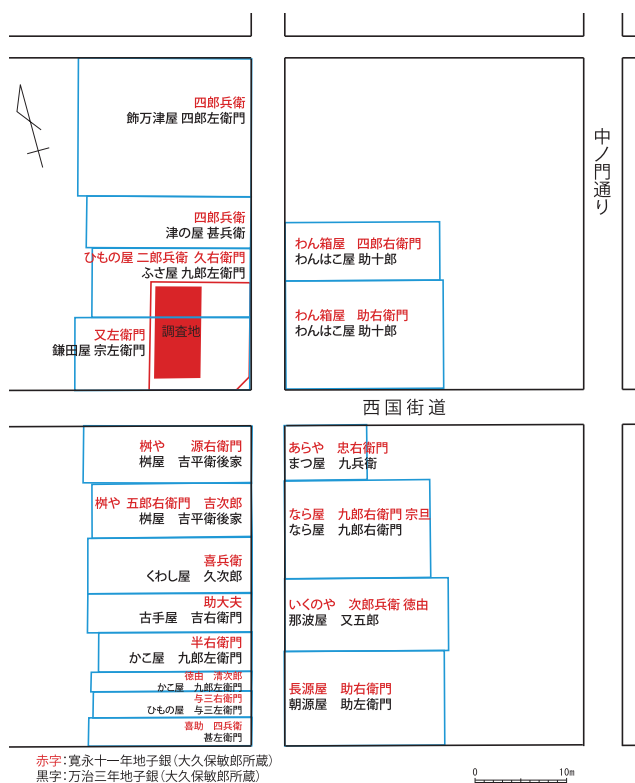 四郎兵衛
飾万津屋 四郎左衛門
四郎兵衛
津の屋 甚兵衛
ひもの屋 二郎兵衛 久右衛門
ふさ屋 九郎左衛門
又左衛門
鎌田屋 宗左衛門
調査地
中ノ門通り
わん箱屋 四郎右衛門
わんはこ屋 助十郎
わん箱屋 助右衛門
わんはこ屋 助十郎
西国街道
桝や 源右衛門
桝屋 吉平衛後家
桝や 五郎右衛門 吉次郎
桝屋 吉平衛後家
喜兵衛
くわし屋 久次郎
助大夫
古手屋 吉右衛門
半右衛門
かこ屋 九郎左衛門
徳由 清次郎
かこ屋 九郎左衛門
与三右衛門
ひもの屋 与三左衛門
喜助 四兵衛
甚左衛門
あらや 忠右衛門
まつ屋 九兵衛
なら屋 九郎右衛門 宗旦
なら屋 九郎右衛門
いくのや 次郎兵衛 徳由
那波屋 又五郎
長源屋 助右衛門
朝源屋 助左衛門
赤字:寛永十一年地子銀(大久保敏郎所蔵)
黒字:万治三年地子銀(大久保敏郎所蔵)
0 10m